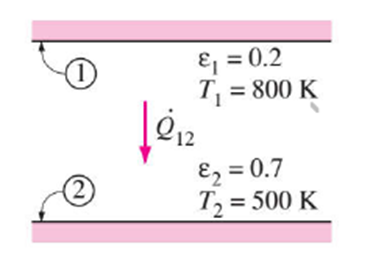 ①
ε₁ = 0.2
T₁ = 800 K
Q̇₁₂
ε₂ = 0.7
②
T₂ = 500 K